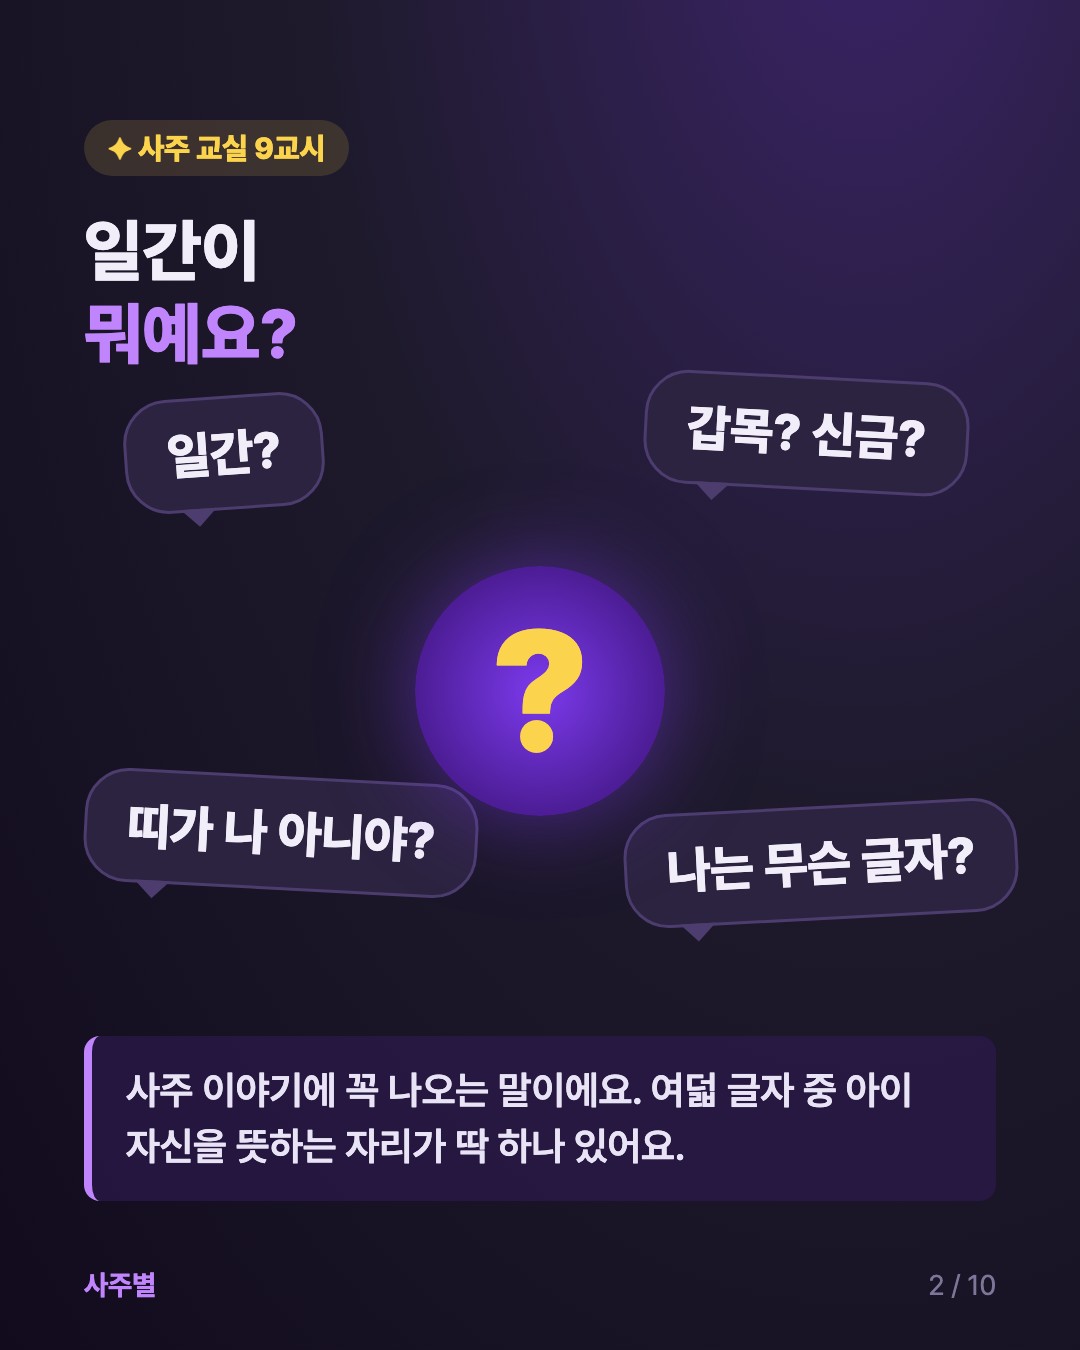 ✦ 사주 교실 9교시
일간이
뭐예요?
일간?
갑목? 신금?
?
띠가 나 아니야?
나는 무슨 글자?
사주 이야기에 꼭 나오는 말이에요. 여덟 글자 중 아이
자신을 뜻하는 자리가 딱 하나 있어요.
사주별
2 / 10